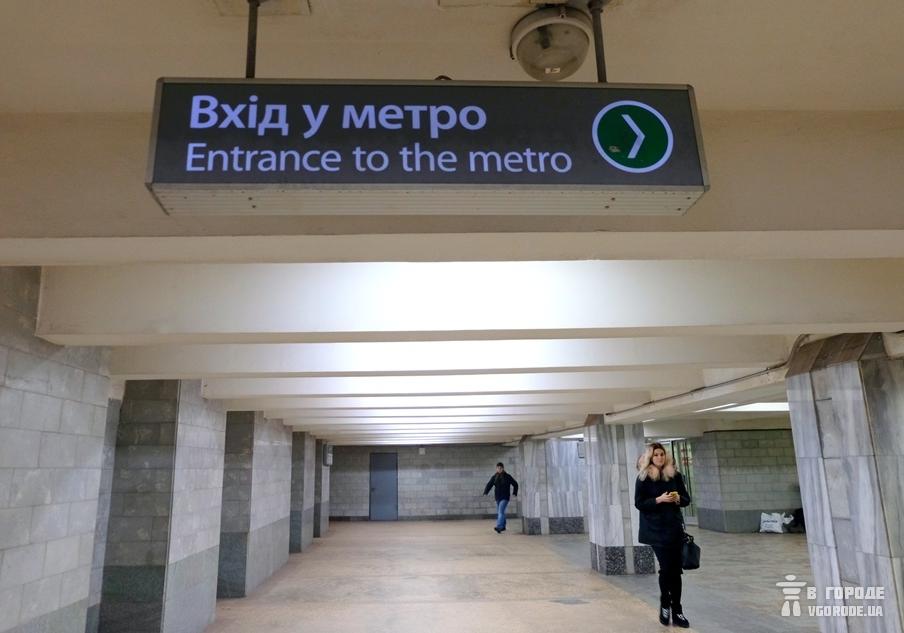 Вхід у метро
Entrance to the metro
В ГОРОДЕ
VGORODE.UA